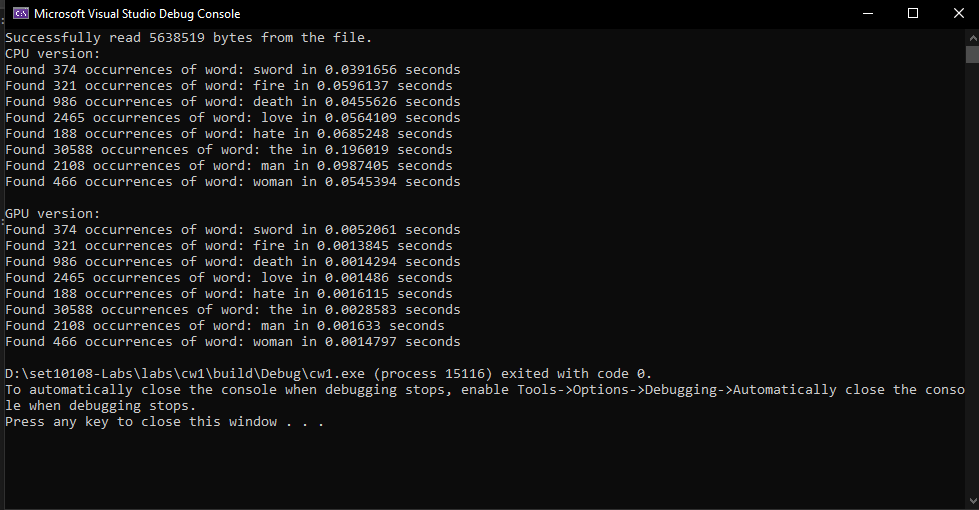 Microsoft Visual Studio Debug Console
Successfully read 5638519 bytes from the file.
CPU version:
Found 374 occurrences of word: sword in 0.0391656 seconds
Found 321 occurrences of word: fire in 0.0596137 seconds
Found 986 occurrences of word: death in 0.0455626 seconds
Found 2465 occurrences of word: love in 0.0564109 seconds
Found 188 occurrences of word: hate in 0.0685248 seconds
Found 30588 occurrences of word: the in 0.196019 seconds
Found 2108 occurrences of word: man in 0.0987405 seconds
Found 466 occurrences of word: woman in 0.0545394 seconds
GPU version:
Found 374 occurrences of word: sword in 0.0052061 seconds
Found 321 occurrences of word: fire in 0.0013845 seconds
Found 986 occurrences of word: death in 0.0014294 seconds
Found 2465 occurrences of word: love in 0.001486 seconds
Found 188 occurrences of word: hate in 0.0016115 seconds
Found 30588 occurrences of word: the in 0.0028583 seconds
Found 2108 occurrences of word: man in 0.001633 seconds
Found 466 occurrences of word: woman in 0.0014797 seconds
D:\set10108-Labs\labs\cw1\build\Debug\cw1.exe (process 15116) exited with code 0.
To automatically close the console when debugging stops, enable Tools->Options->Debugging->Automatically close the conso
le when debugging stops.
Press any key to close this window . . .